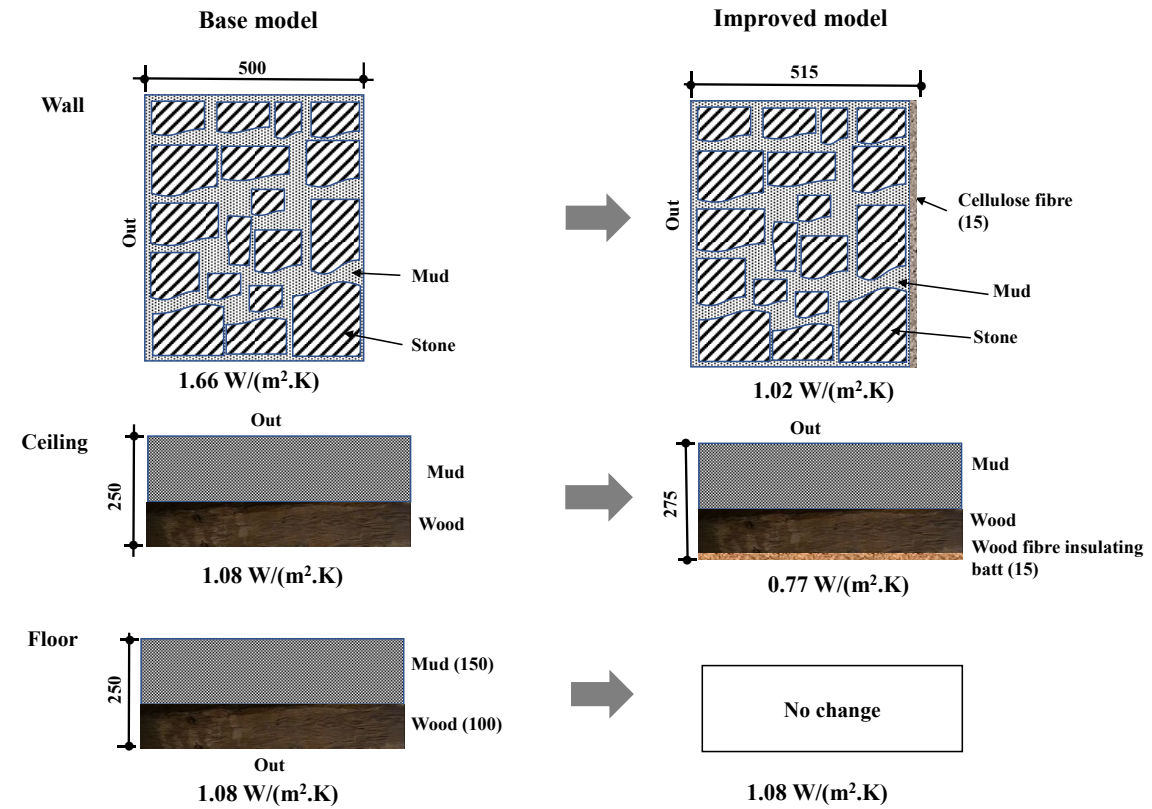 Base model
Improved model
Wall
500
Out
Mud
Stone
1.66 W/(m².K)
515
Out
Cellulose fibre
(15)
Mud
Stone
1.02 W/(m².K)
Ceiling
Out
250
Mud
Wood
1.08 W/(m².K)
Out
275
Mud
Wood
Wood fibre insulating
batt (15)
0.77 W/(m².K)
Floor
250
Mud (150)
Wood (100)
Out
1.08 W/(m².K)
No change
1.08 W/(m².K)